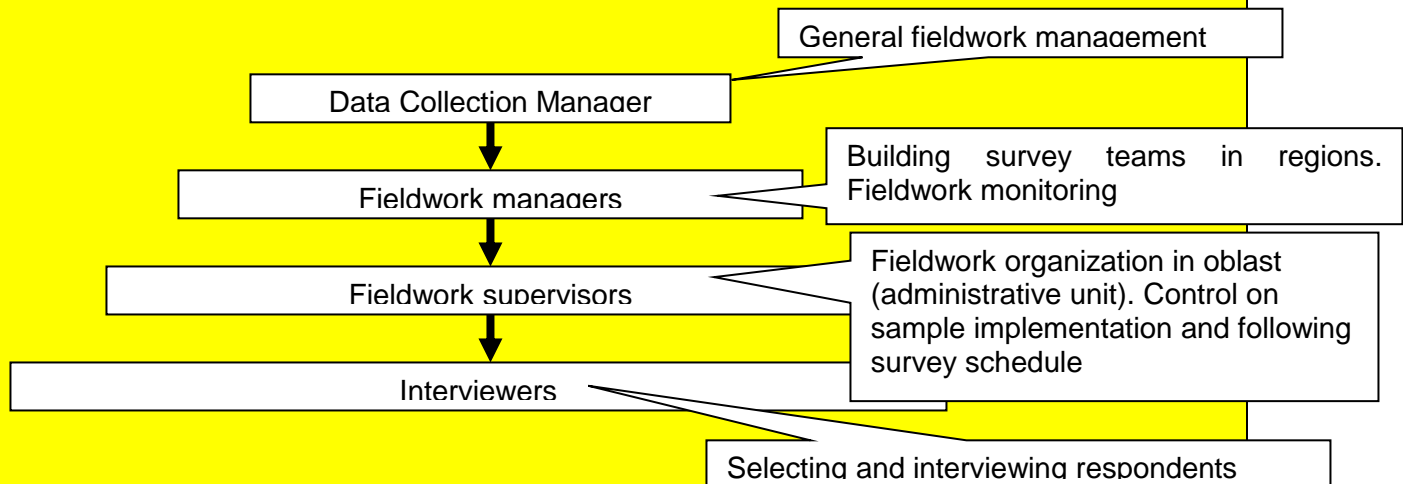 General fieldwork management
Data Collection Manager
Building survey teams in regions.
Fieldwork monitoring
Fieldwork managers
Fieldwork organization in oblast
(administrative unit). Control on
sample implementation and following
survey schedule
Fieldwork supervisors
Interviewers
Selecting and interviewing respondents